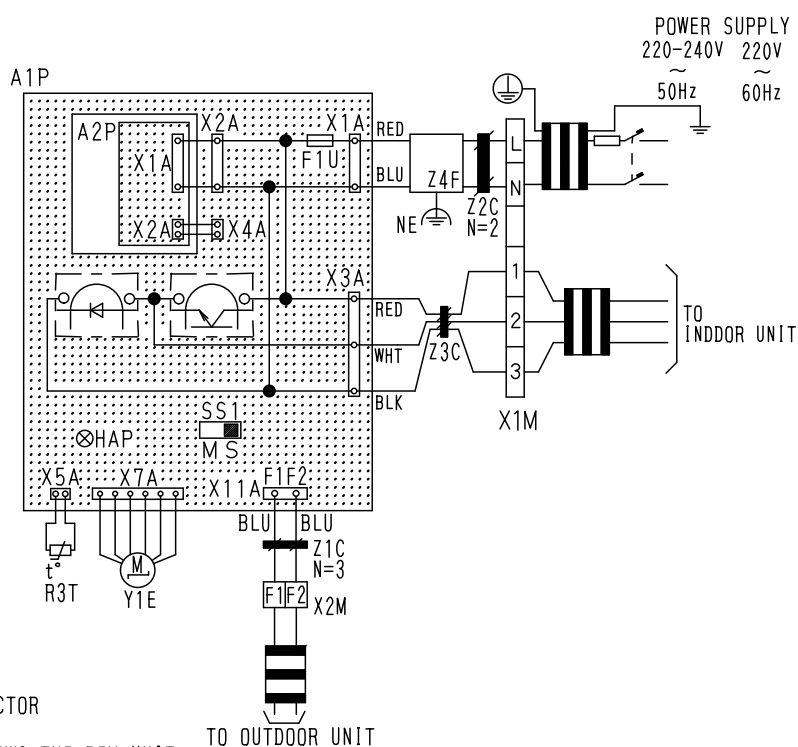 POWER SUPPLY
220-240V 220V
~ ~
50Hz 60Hz
A1P
A2P
X2A
X1A
RED
L
X1A
F1U
BLU
Z4F
N
X2A
X4A
NE
Z2C
N=2
X3A
1
RED
TO
2
INDDOR UNIT
WHT
Z3C
3
BLK
SS1
X1M
HAP
M S
X5A
X7A
X11A
F1F2
BLU
BLU
M
Z1C
t°
N=3
R3T
Y1E
F1 F2
X2M
CTOR
TO OUTDOOR UNIT